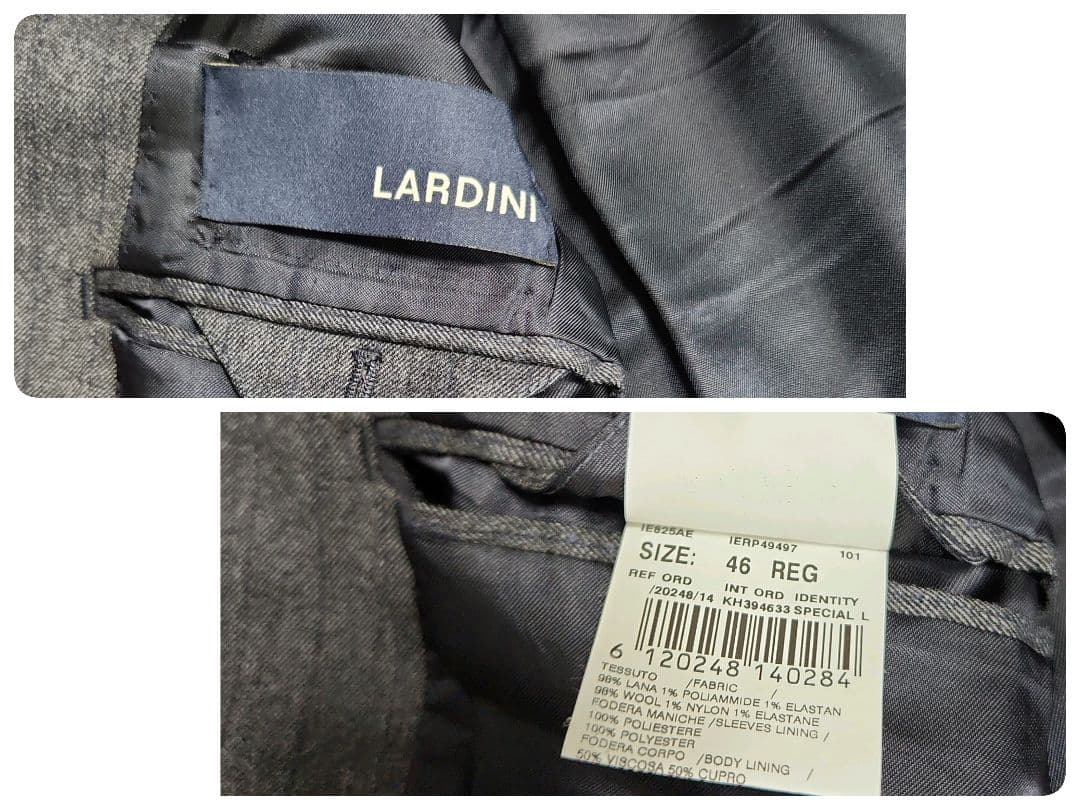 LARDINI
IE825AE IERP49497 101
SIZE: 46 REG
REF ORD INT ORD IDENTITY
/20248/14 KH394633 SPECIAL L
6 120248 140284
TESSUTO /FABRIC /
98% LANA 1% POLIAMMIDE 1% ELASTAN
98% WOOL 1% NYLON 1% ELASTANE
FODERA MANICHE /SLEEVES LINING /
100% POLIESTERE
100% POLYESTER
FODERA CORPO /BODY LINING /
50% VISCOSA 50% CUPRO